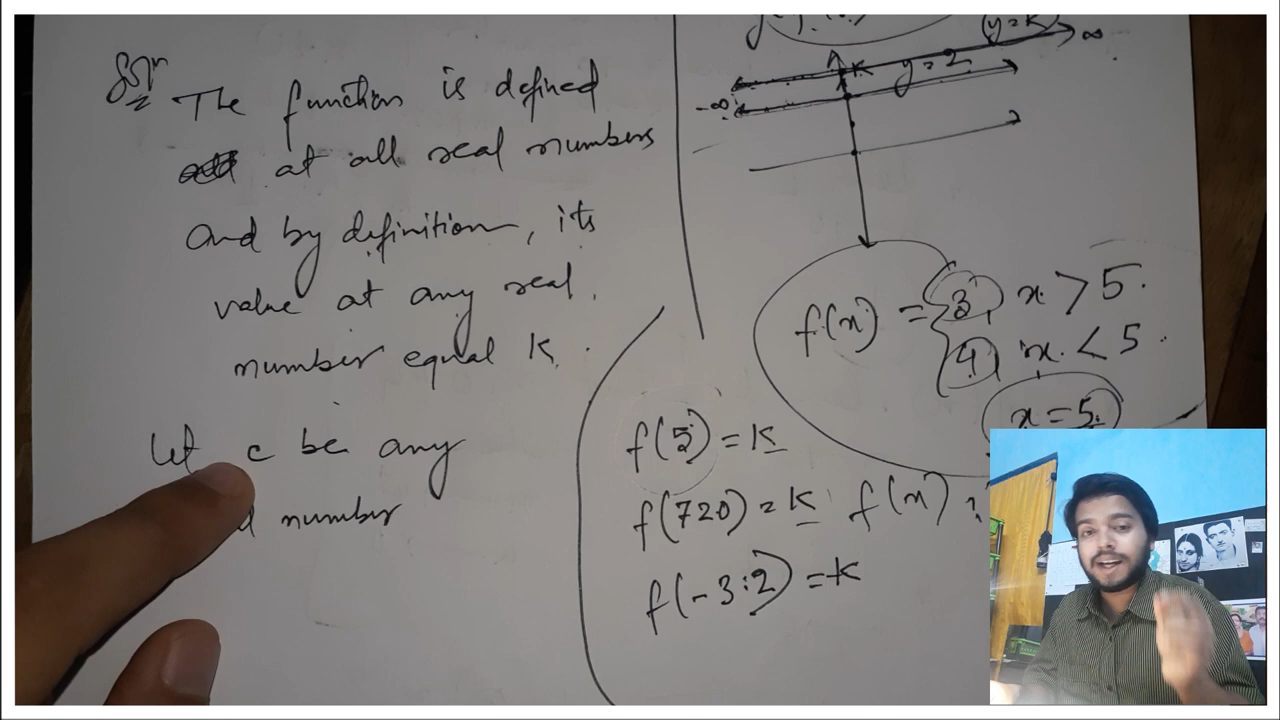 Solⁿ
The function is defined
at all real numbers
and by definition, its
value at any real
number equal K.
Let c be any
number
(y=K)
∞
K
y=2
-∞
f(x) = { 3, x > 5.
4, x < 5.
x=5
f(5) = K
f(720) = K
f(x)
f(-3.2) = K